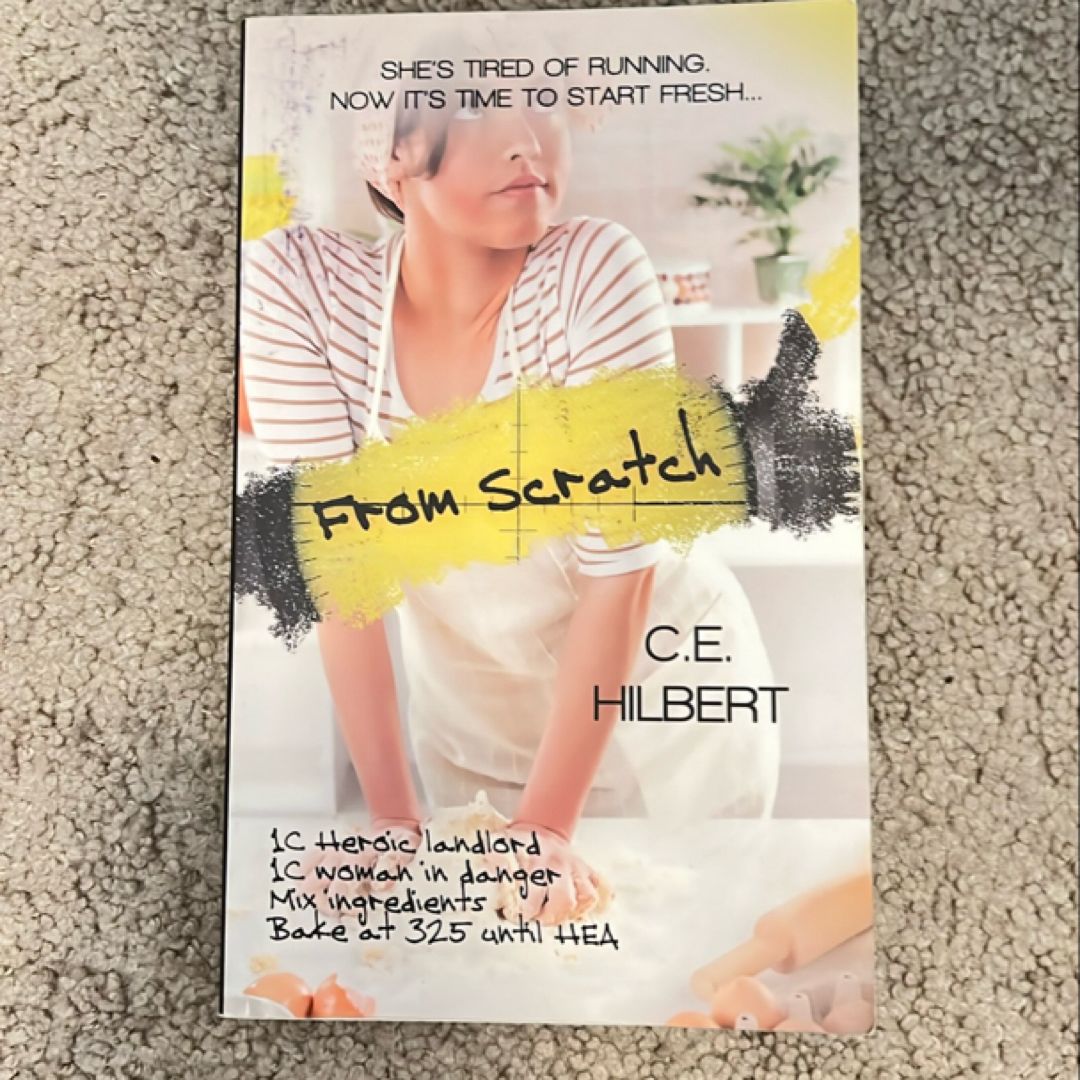 SHE'S TIRED OF RUNNING.
NOW IT'S TIME TO START FRESH...
From Scratch
C.E.
HILBERT
1C Heroic landlord
1C woman in danger
Mix ingredients
Bake at 325 until HEA